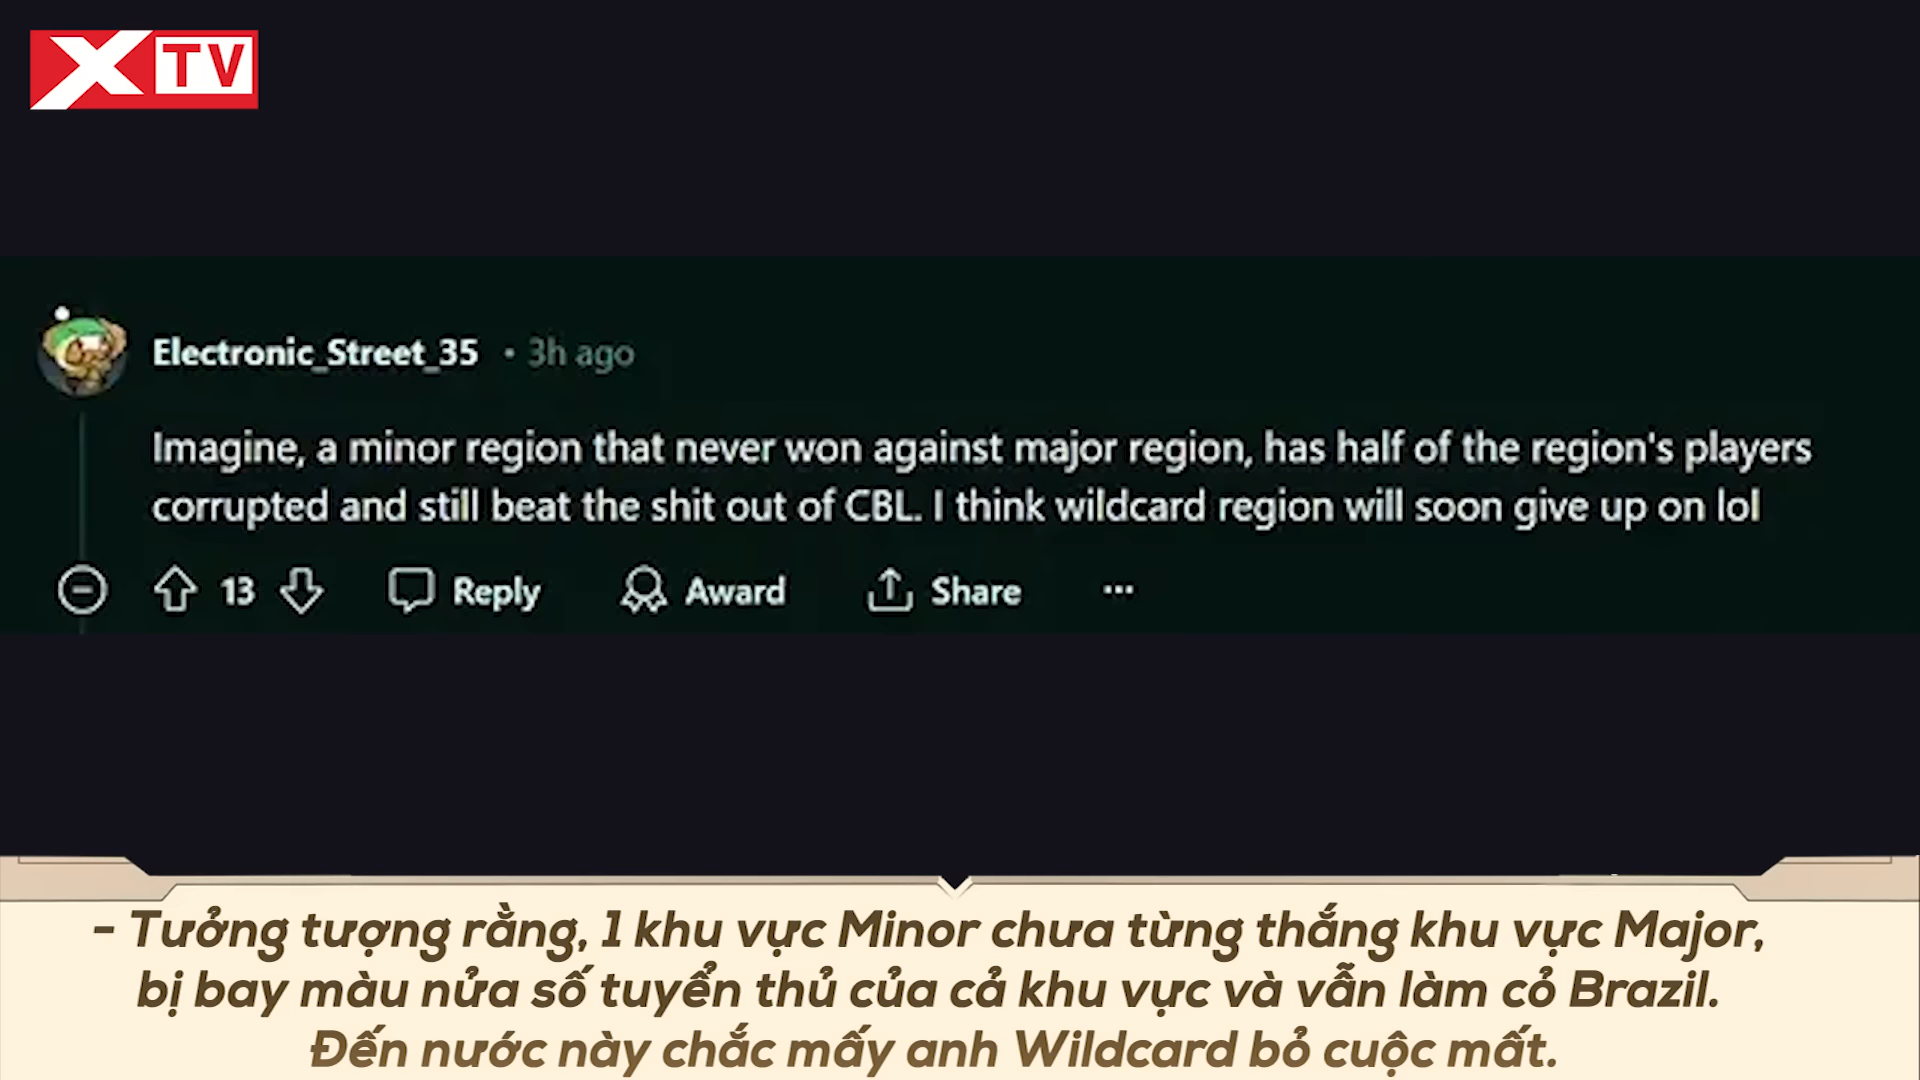 XTV
Electronic_Street_35 • 3h ago
Imagine, a minor region that never won against major region, has half of the region's players
corrupted and still beat the shit out of CBL. I think wildcard region will soon give up on lol
13 Reply Award Share ...
- Tưởng tượng rằng, 1 khu vực Minor chưa từng thắng khu vực Major,
bị bay màu nửa số tuyển thủ của cả khu vực và vẫn làm cỏ Brazil.
Đến nước này chắc mấy anh Wildcard bỏ cuộc mất.